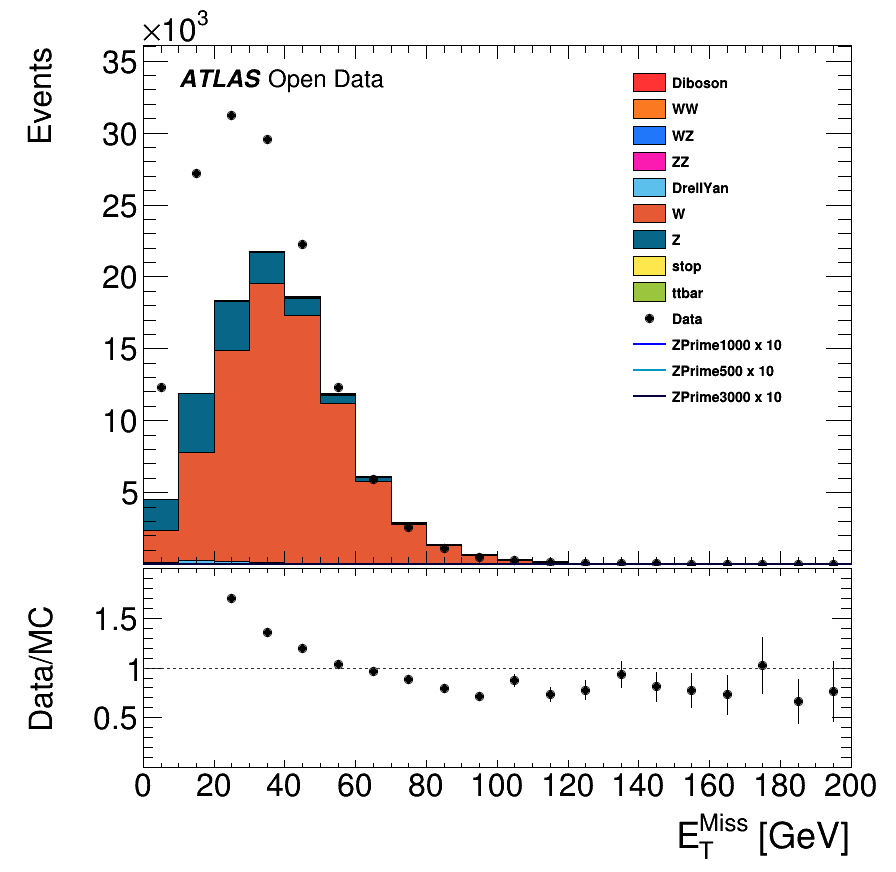 ×10³
Events
35
30
25
20
15
10
5
ATLAS Open Data
Diboson
WW
WZ
ZZ
DrellYan
W
Z
stop
ttbar
Data
ZPrime1000 x 10
ZPrime500 x 10
ZPrime3000 x 10
Data/MC
1.5
1
0.5
0 20 40 60 80 100 120 140 160 180 200
E_T^Miss [GeV]